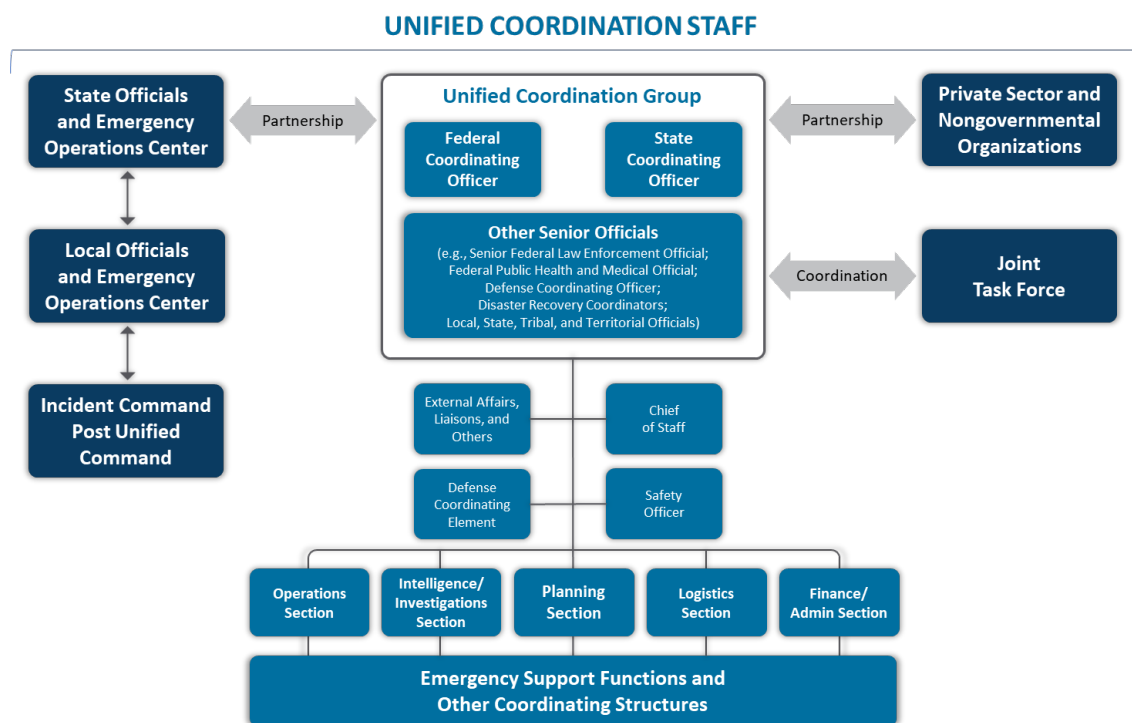 UNIFIED COORDINATION STAFF
State Officials
and Emergency
Operations Center
Partnership
Unified Coordination Group
Federal
Coordinating
Officer
State
Coordinating
Officer
Other Senior Officials
(e.g., Senior Federal Law Enforcement Official;
Federal Public Health and Medical Official;
Defense Coordinating Officer;
Disaster Recovery Coordinators;
Local, State, Tribal, and Territorial Officials)
Partnership
Private Sector and
Nongovernmental
Organizations
Local Officials
and Emergency
Operations Center
Coordination
Joint
Task Force
Incident Command
Post Unified
Command
External Affairs,
Liaisons, and
Others
Chief
of Staff
Defense
Coordinating
Element
Safety
Officer
Operations
Section
Intelligence/
Investigations
Section
Planning
Section
Logistics
Section
Finance/
Admin Section
Emergency Support Functions and
Other Coordinating Structures